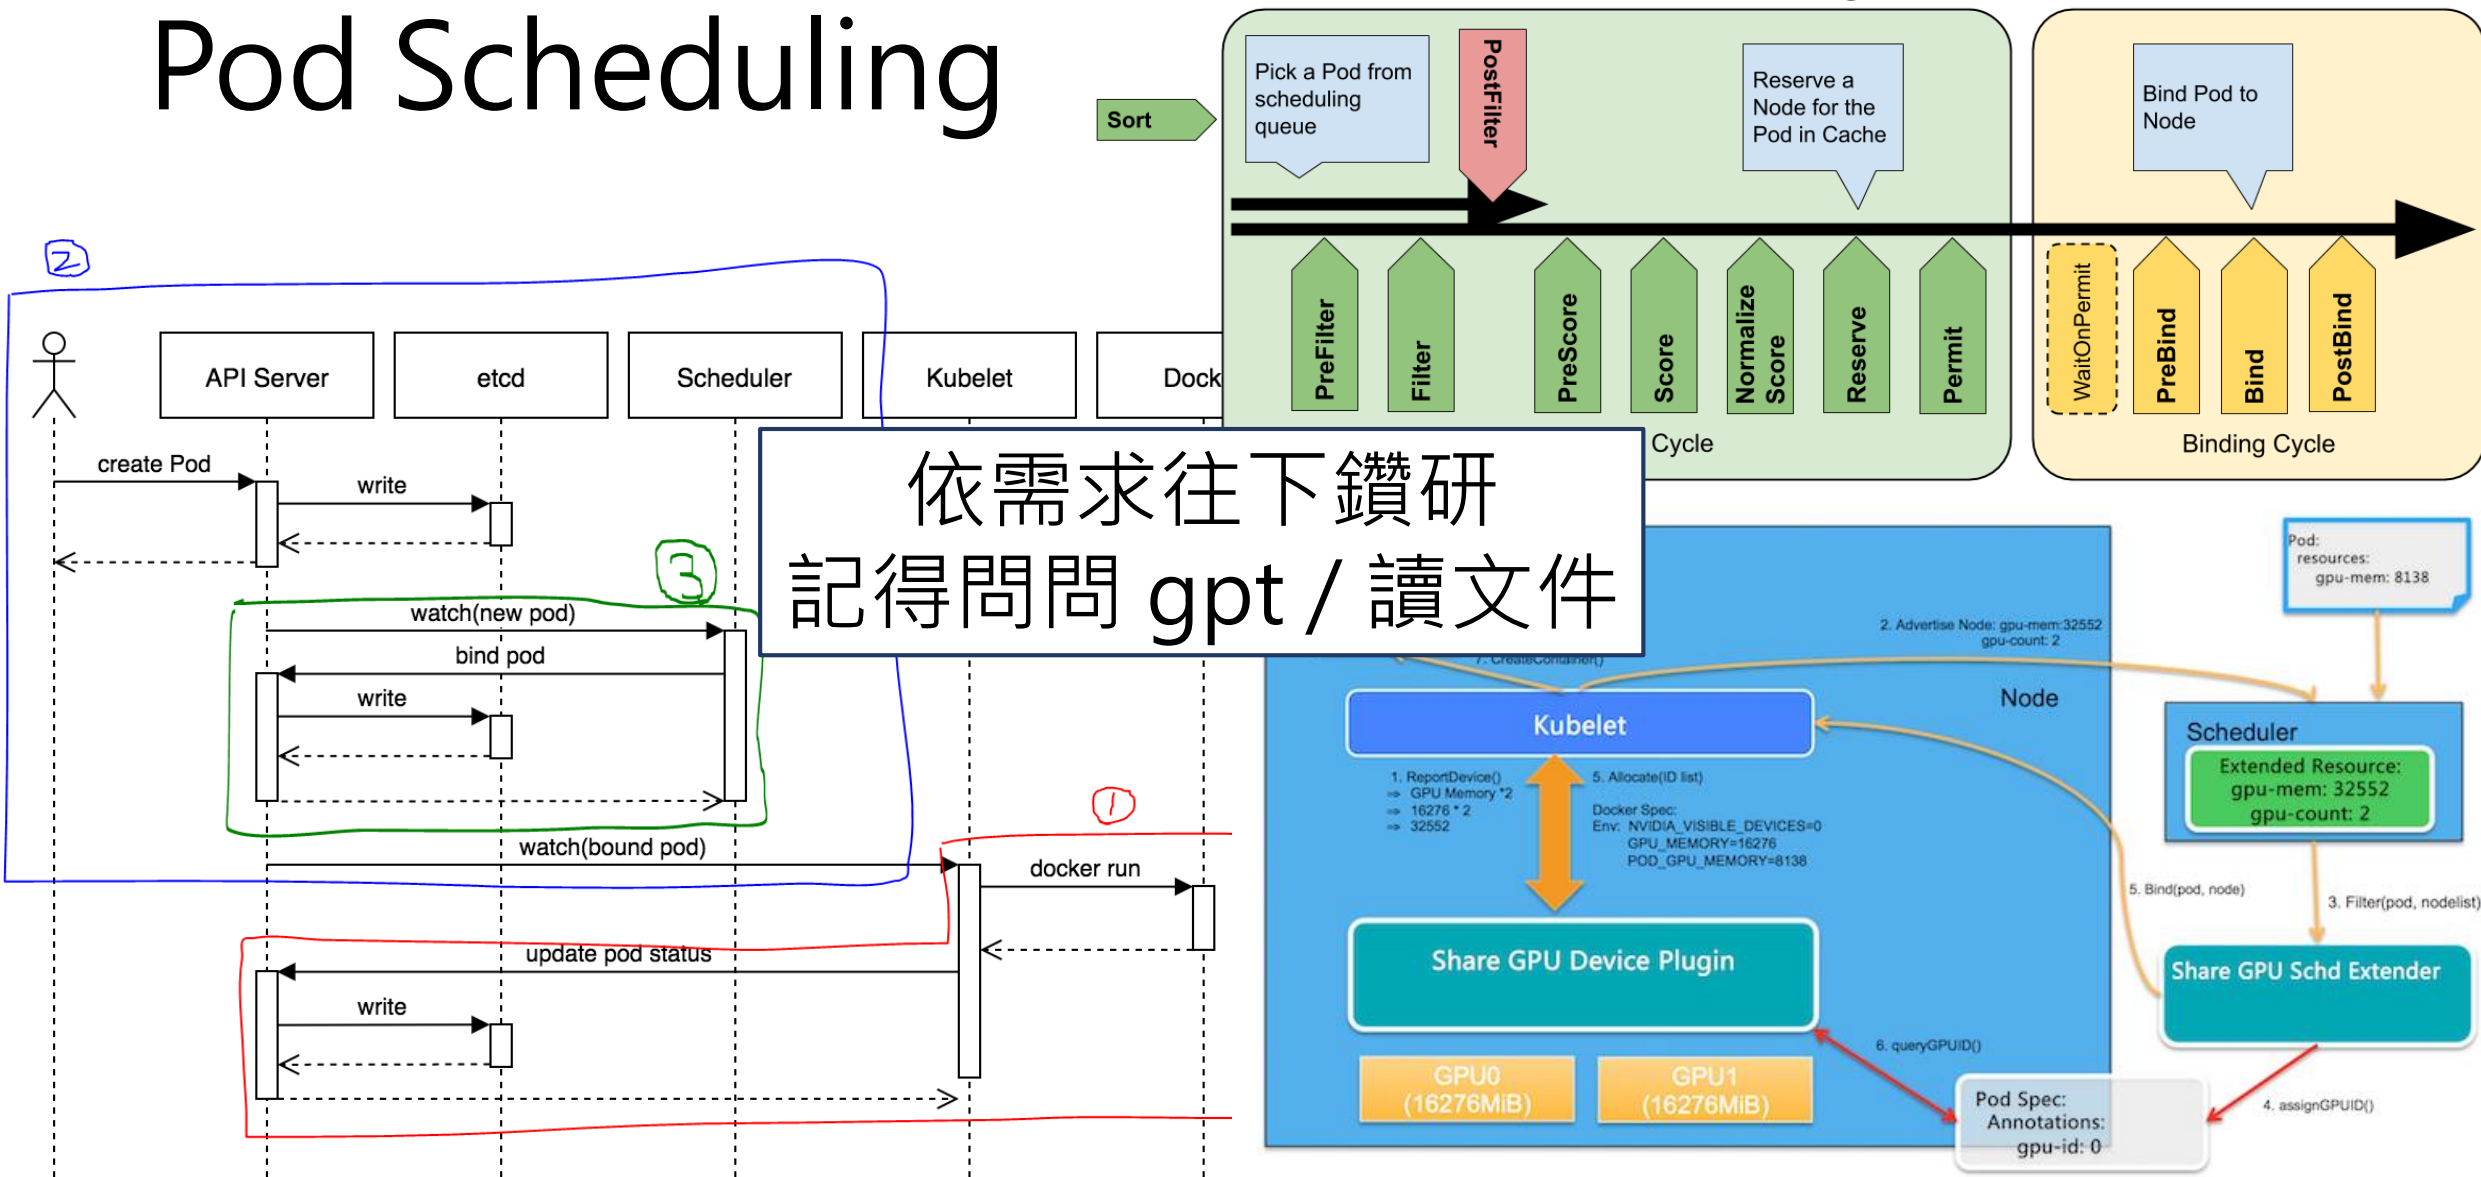 Pod Scheduling
Sort
Pick a Pod from
scheduling
queue
PostFilter
Reserve a
Node for the
Pod in Cache
Bind Pod to
Node
PreFilter
Filter
PreScore
Score
Normalize
Score
Reserve
Permit
WaitOnPermit
PreBind
Bind
PostBind
Cycle
Binding Cycle
2
API Server
etcd
Scheduler
Kubelet
Dock
create Pod
write
3
watch(new pod)
bind pod
write
1
watch(bound pod)
docker run
update pod status
write
依需求往下鑽研
記得問問 gpt / 讀文件
Pod:
resources:
gpu-mem: 8138
2. Advertise Node: gpu-mem:32552
gpu-count: 2
7. CreateContainer()
Node
Kubelet
Scheduler
Extended Resource:
gpu-mem: 32552
gpu-count: 2
1. ReportDevice()
⇒ GPU Memory *2
⇒ 16276 * 2
⇒ 32552
5. Allocate(ID list)
Docker Spec:
Env: NVIDIA_VISIBLE_DEVICES=0
GPU_MEMORY=16276
POD_GPU_MEMORY=8138
5. Bind(pod, node)
3. Filter(pod, nodelist)
Share GPU Device Plugin
Share GPU Schd Extender
6. queryGPUID()
GPU0
(16276MiB)
GPU1
(16276MiB)
Pod Spec:
Annotations:
gpu-id: 0
4. assignGPUID()